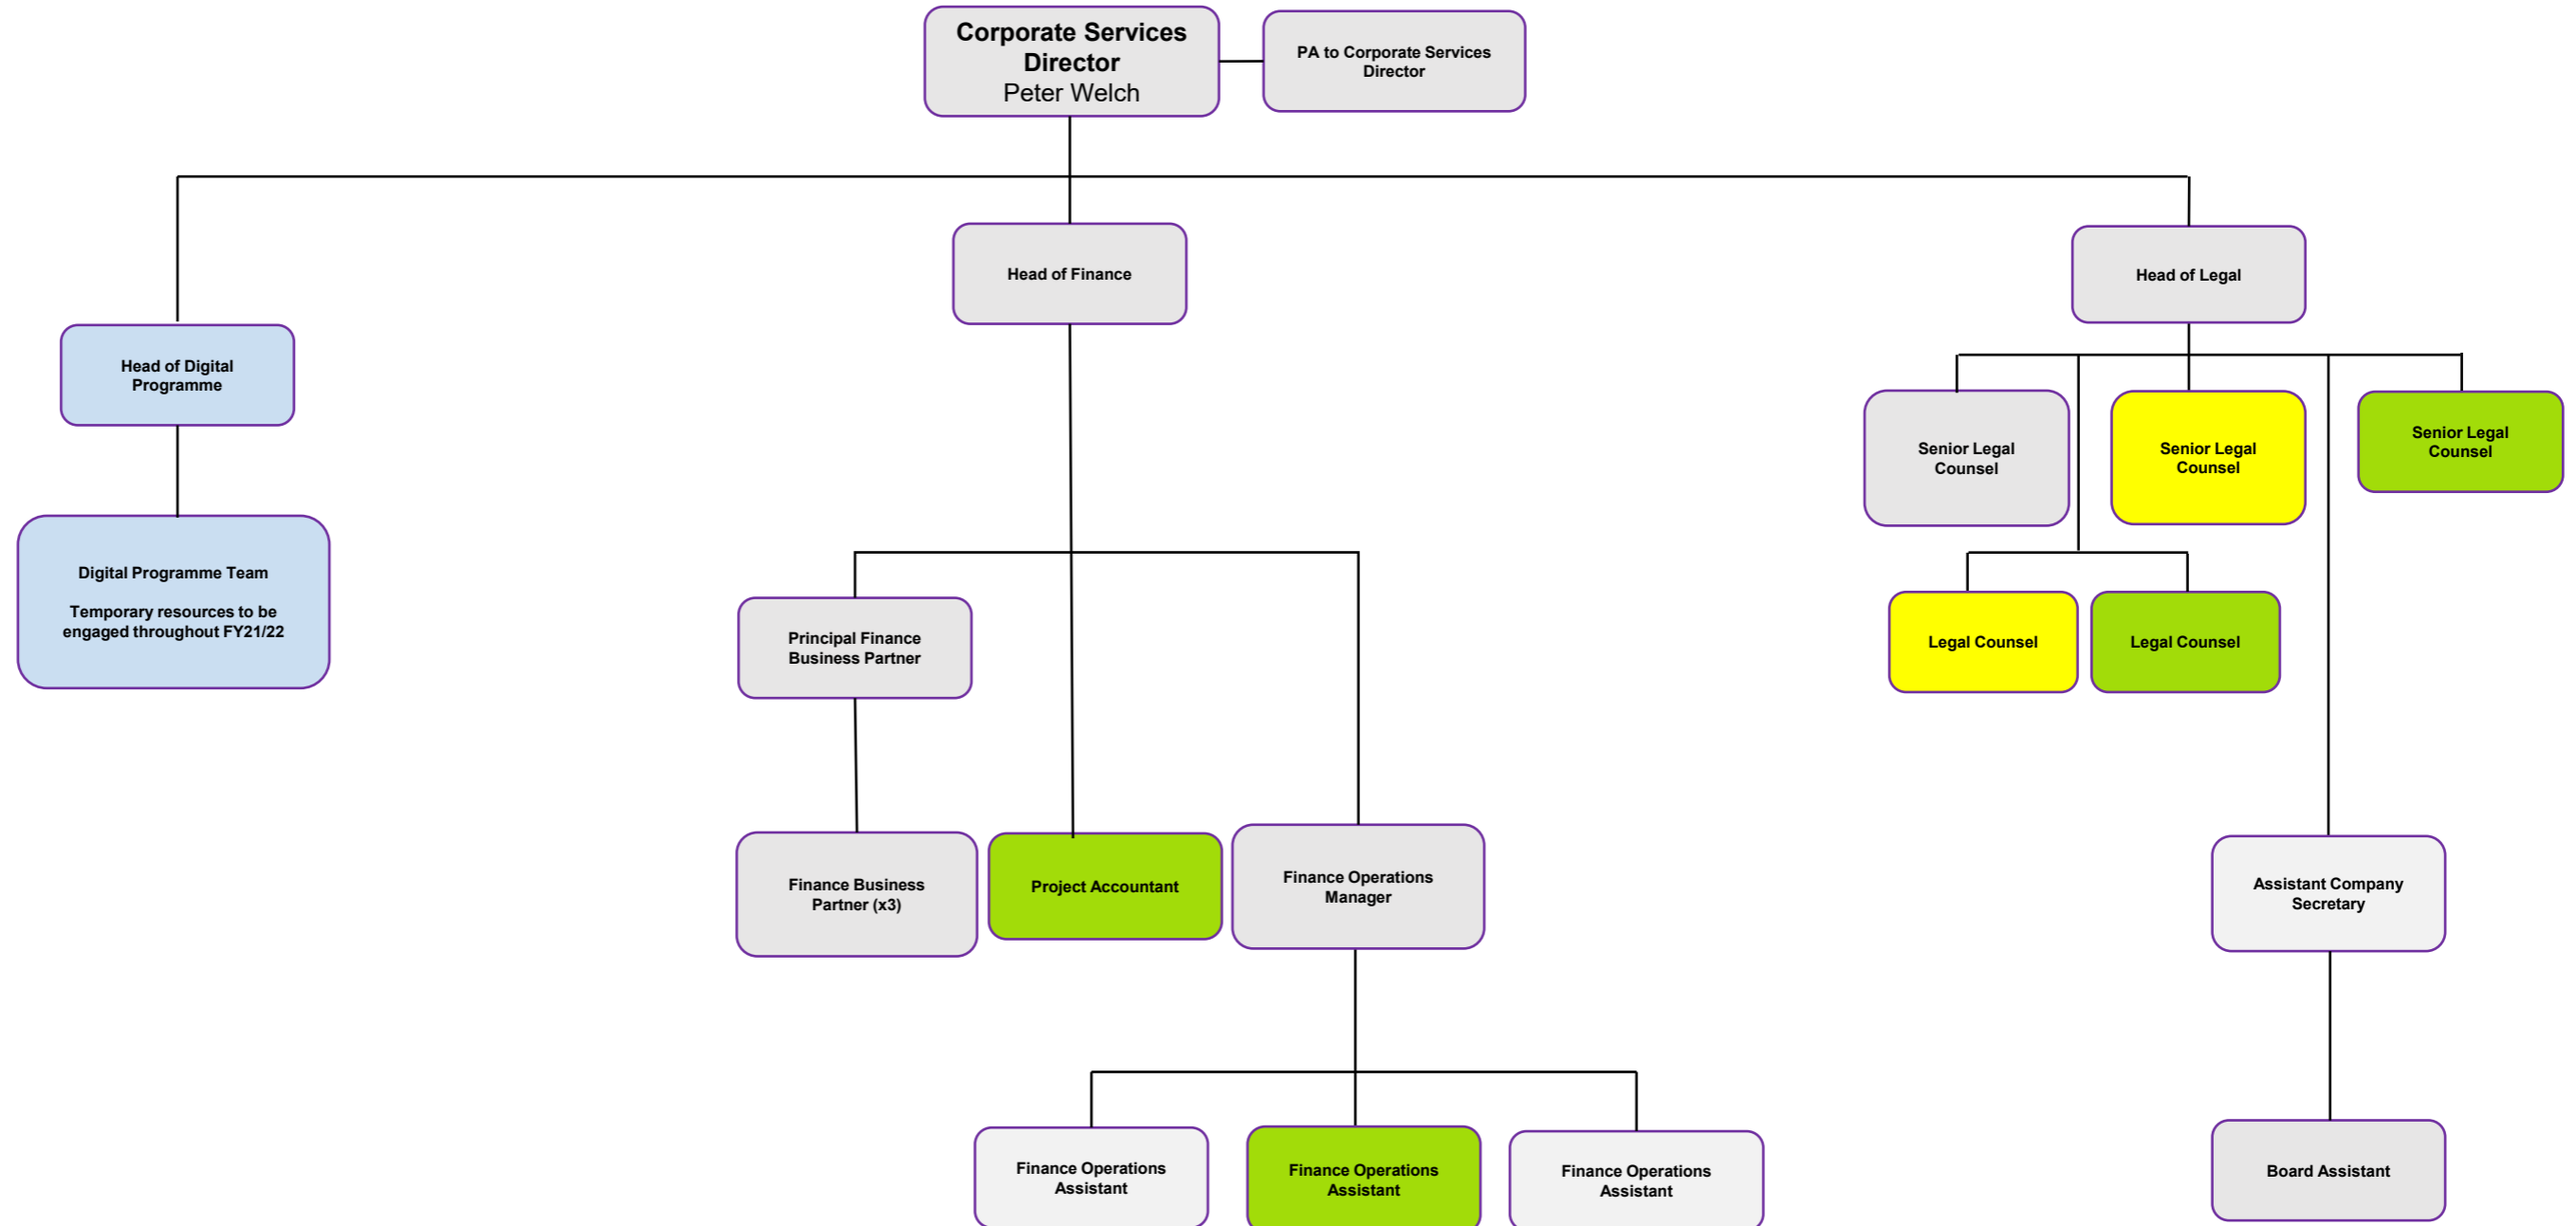 Corporate Services
Director
Peter Welch
PA to Corporate Services
Director
Head of Finance
Head of Legal
Head of Digital
Programme
Senior Legal
Counsel
Senior Legal
Counsel
Senior Legal
Counsel
Digital Programme Team
Temporary resources to be
engaged throughout FY21/22
Principal Finance
Business Partner
Legal Counsel
Legal Counsel
Finance Business
Partner (x3)
Project Accountant
Finance Operations
Manager
Assistant Company
Secretary
Finance Operations
Assistant
Finance Operations
Assistant
Finance Operations
Assistant
Board Assistant